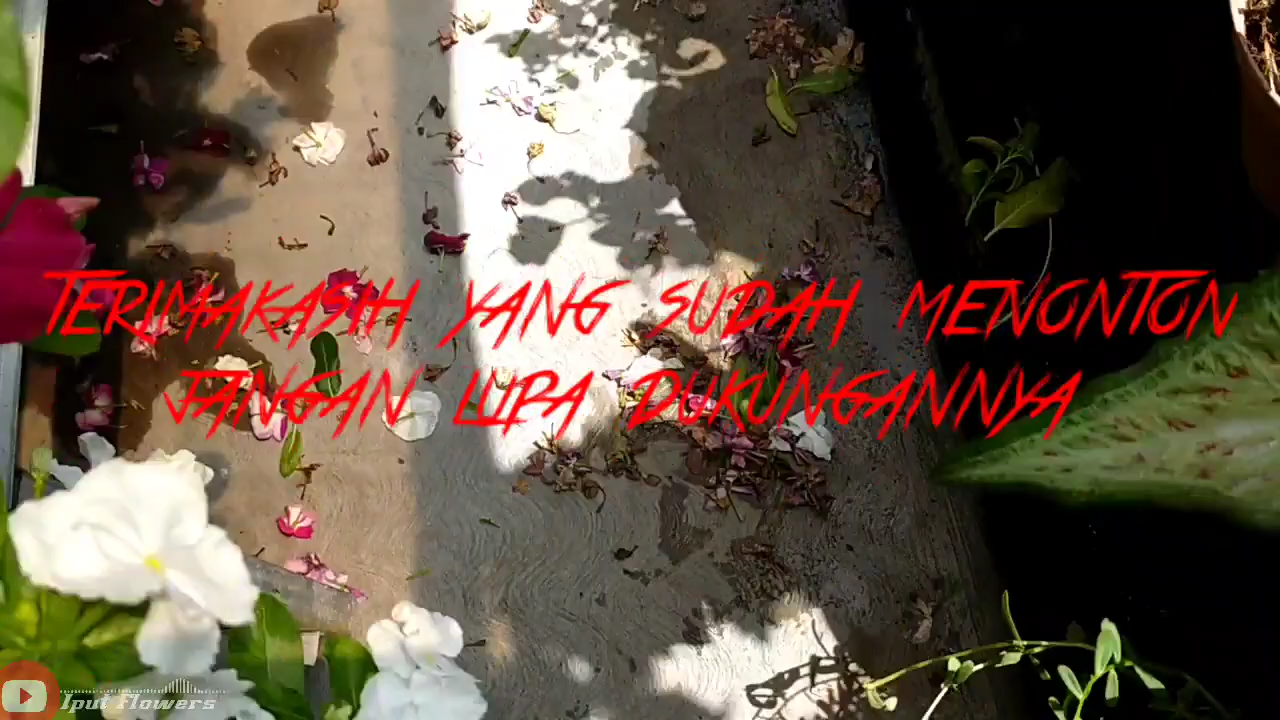 TERIMAKASIH YANG SUDAH MENONTON
JANGAN LUPA DUKUNGANNYA
Iput Flowers